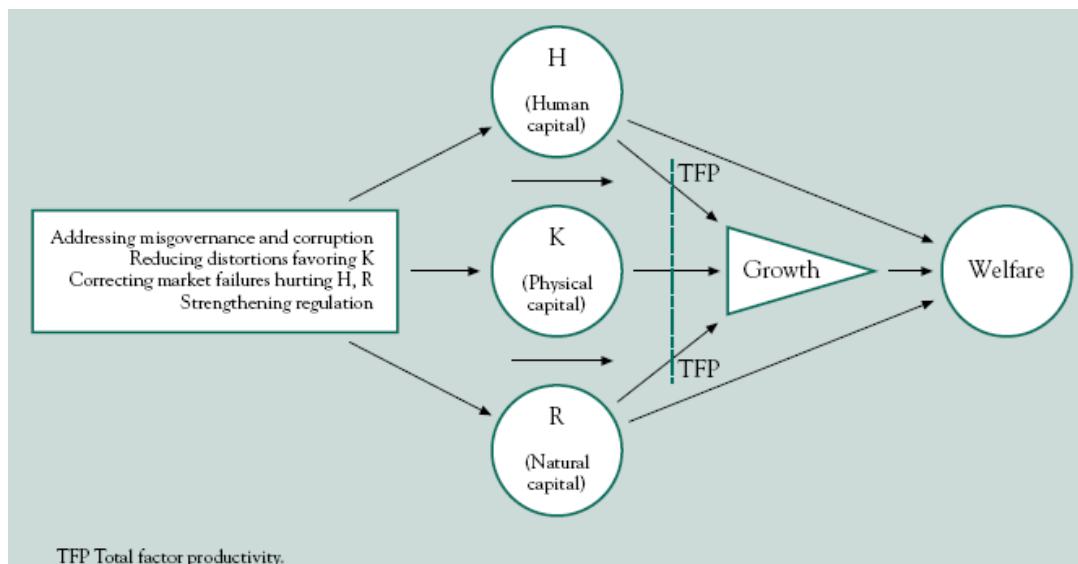 H
(Human
capital)
TFP
Addressing misgovernance and corruption
Reducing distortions favoring K
Correcting market failures hurting H, R
Strengthening regulation
K
(Physical
capital)
Growth
Welfare
TFP
R
(Natural
capital)
TFP Total factor productivity.